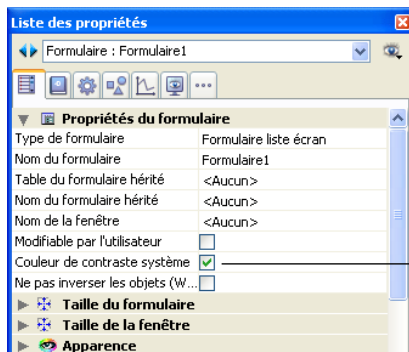 Liste des propriétés
Formulaire : Formulaire1
Propriétés du formulaire
Type de formulaire Formulaire liste écran
Nom du formulaire Formulaire1
Table du formulaire hérité <Aucun>
Nom du formulaire hérité <Aucun>
Nom de la fenêtre <Aucun>
Modifiable par l'utilisateur
Couleur de contraste système
Ne pas inverser les objets (W...
Taille du formulaire
Taille de la fenêtre
Apparence